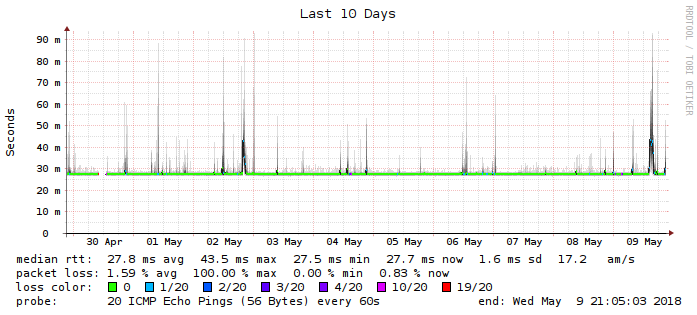 Last 10 Days
RRDTOOL / TOBI OETIKER
Seconds
90 m
80 m
70 m
60 m
50 m
40 m
30 m
20 m
10 m
0
30 Apr 01 May 02 May 03 May 04 May 05 May 06 May 07 May 08 May 09 May
median rtt: 27.8 ms avg 43.5 ms max 27.5 ms min 27.7 ms now 1.6 ms sd 17.2 am/s
packet loss: 1.59 % avg 100.00 % max 0.00 % min 0.83 % now
loss color: 0 1/20 2/20 3/20 4/20 10/20 19/20
probe: 20 ICMP Echo Pings (56 Bytes) every 60s end: Wed May 9 21:05:03 2018